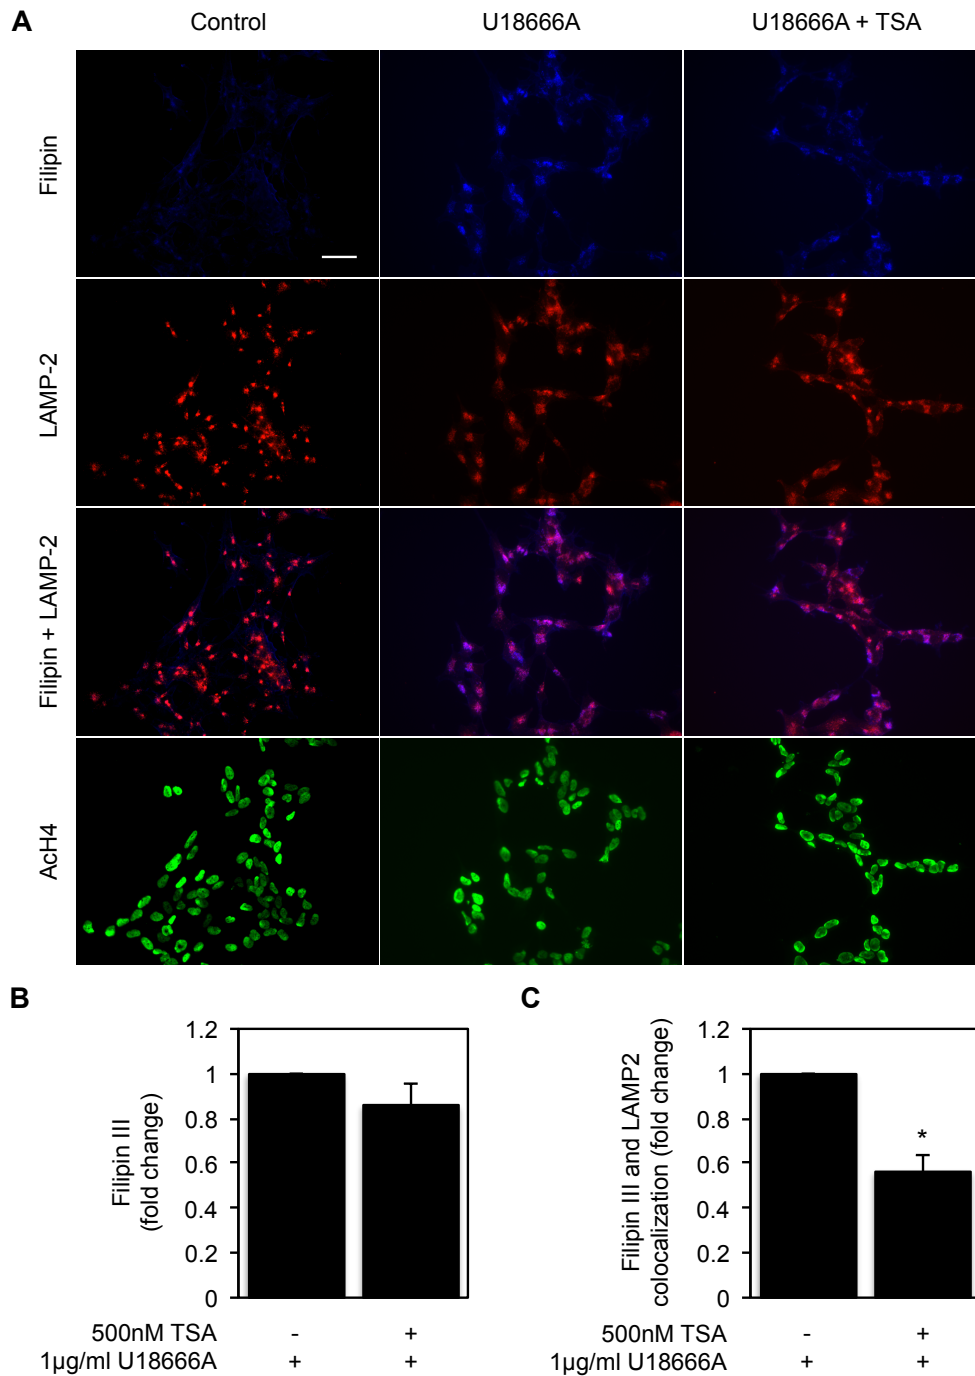 A
Control
U18666A
U18666A + TSA
Filipin
LAMP-2
Filipin + LAMP-2
AcH4
B
Filipin III
(fold change)
1.2
1
0.8
0.6
0.4
0.2
0
500nM TSA - +
1µg/ml U18666A + +
C
Filipin III and LAMP2
colocalization (fold change)
1.2
1
0.8
0.6
0.4
0.2
0
*
500nM TSA - +
1µg/ml U18666A + +